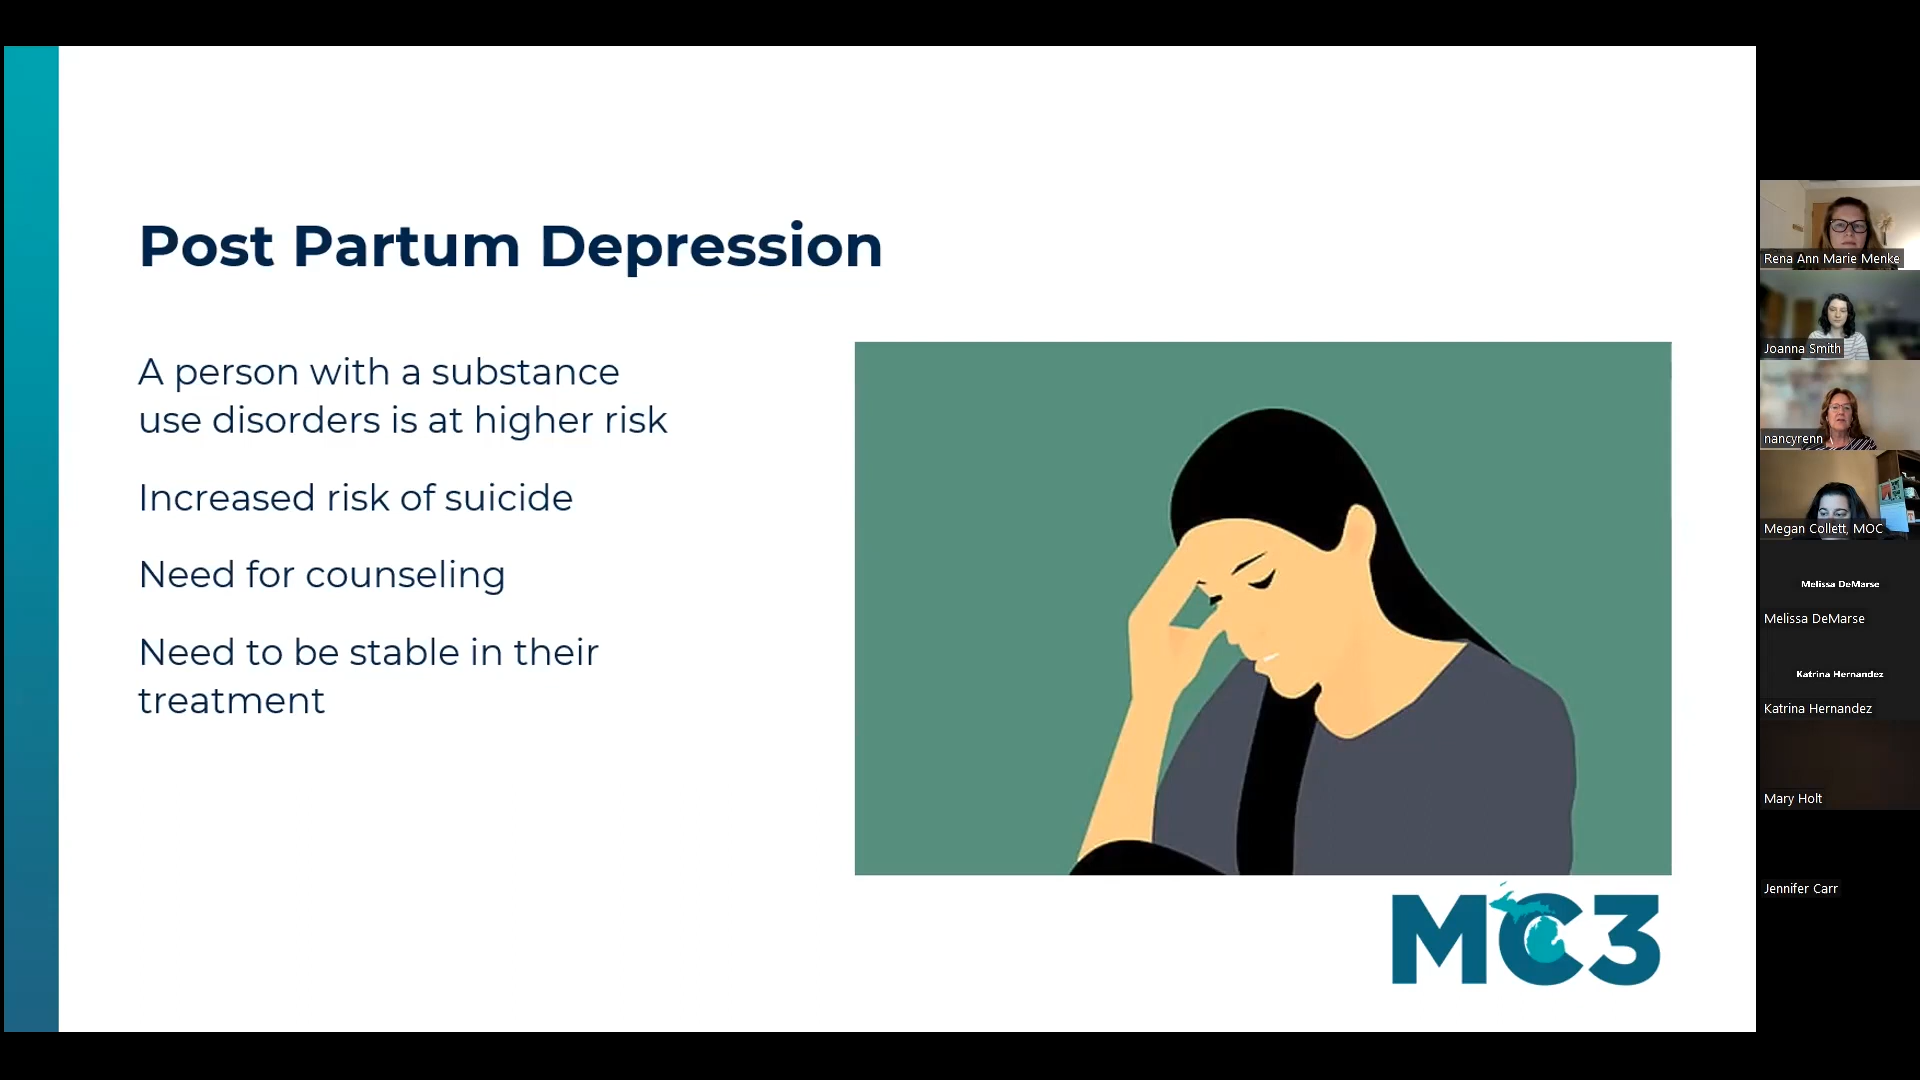 Post Partum Depression
A person with a substance
use disorders is at higher risk
Increased risk of suicide
Need for counseling
Need to be stable in their
treatment
MC3
Rena Ann Marie Menke
Joanna Smith
nancyrenn
Megan Collett, MOC
Melissa DeMarse
Melissa DeMarse
Katrina Hernandez
Katrina Hernandez
Mary Holt
Jennifer Carr